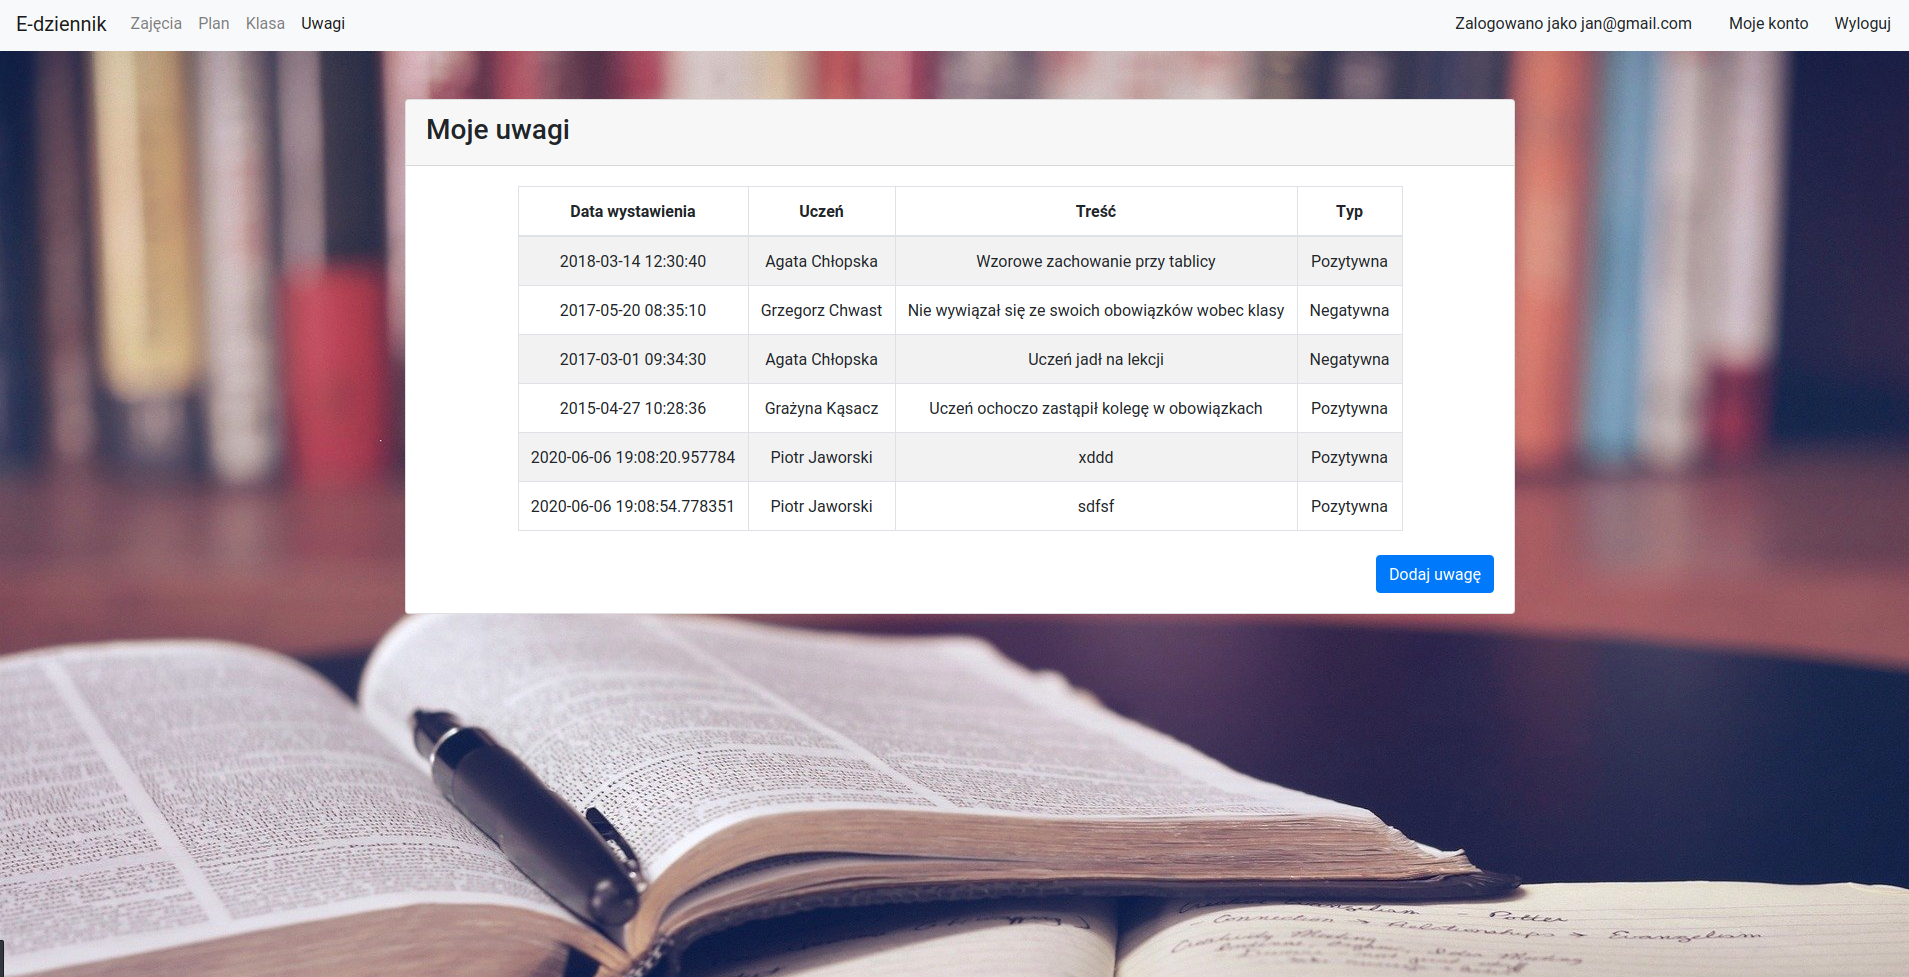 E-dziennik Zajęcia Plan Klasa Uwagi Zalogowano jako jan@gmail.com Moje konto Wyloguj
Moje uwagi
Data wystawienia Uczeń Treść Typ
2018-03-14 12:30:40 Agata Chłopska Wzorowe zachowanie przy tablicy Pozytywna
2017-05-20 08:35:10 Grzegorz Chwast Nie wywiązał się ze swoich obowiązków wobec klasy Negatywna
2017-03-01 09:34:30 Agata Chłopska Uczeń jadł na lekcji Negatywna
2015-04-27 10:28:36 Grażyna Kąsacz Uczeń ochoczo zastąpił kolegę w obowiązkach Pozytywna
2020-06-06 19:08:20.957784 Piotr Jaworski xddd Pozytywna
2020-06-06 19:08:54.778351 Piotr Jaworski sdfsf Pozytywna
Dodaj uwagę
Evangelism - Potter
Connection → Relationships → Evangelism